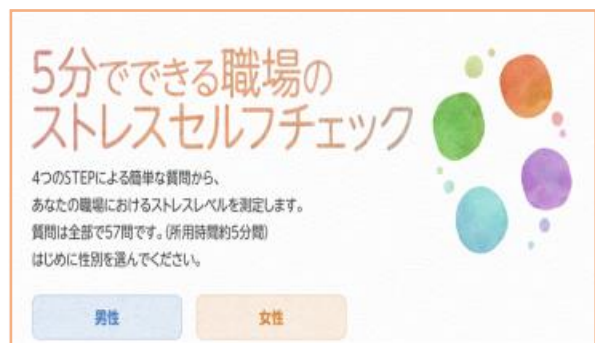 5分でできる職場の
ストレスセルフチェック
4つのSTEPによる簡単な質問から、
あなたの職場におけるストレスレベルを測定します。
質問は全部で57問です。(所用時間約5分間)
はじめに性別を選んでください。
男性
女性